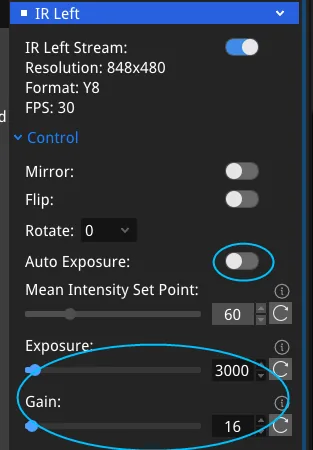 IR Left
IR Left Stream:
Resolution: 848x480
Format: Y8
FPS: 30
d
Control
Mirror:
Flip:
Rotate: 0
Auto Exposure:
Mean Intensity Set Point:
60
Exposure:
3000
Gain:
16